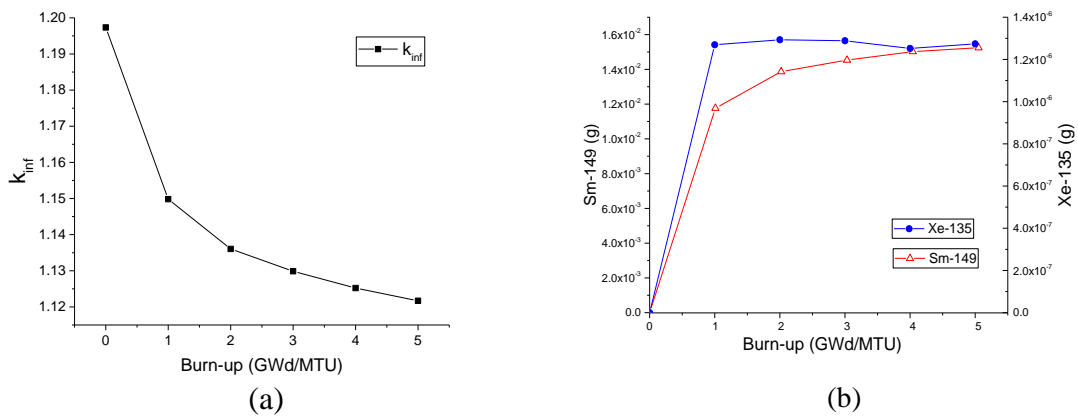 1.20
1.19
1.18
1.17
1.16
1.15
1.14
1.13
1.12
k_inf
k_inf
0 1 2 3 4 5
Burn-up (GWd/MTU)
(a)
1.6x10^-2
1.4x10^-2
1.2x10^-2
1.0x10^-2
8.0x10^-3
6.0x10^-3
4.0x10^-3
2.0x10^-3
0.0
Sm-149 (g)
Xe-135
Sm-149
1.4x10^-6
1.2x10^-6
1.0x10^-6
8.0x10^-7
6.0x10^-7
4.0x10^-7
2.0x10^-7
0.0
Xe-135 (g)
0 1 2 3 4 5
Burn-up (GWd/MTU)
(b)